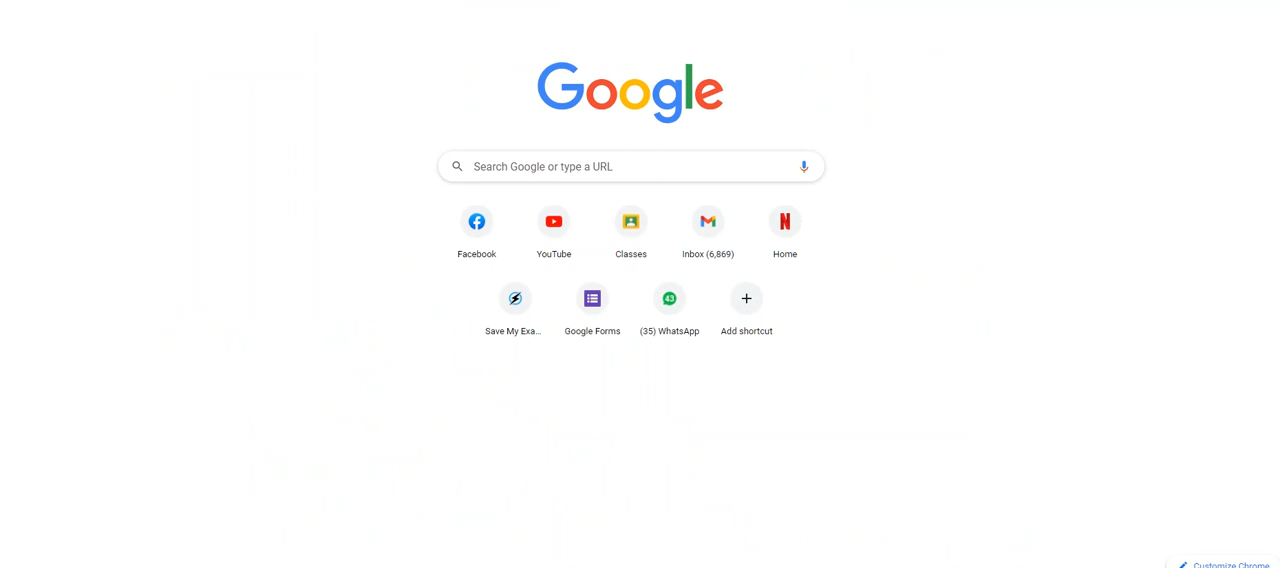 Google
Search Google or type a URL
Facebook
YouTube
Classes
Inbox (6,869)
Home
Save My Exa...
Google Forms
43
(35) WhatsApp
Add shortcut
Customize Chrome